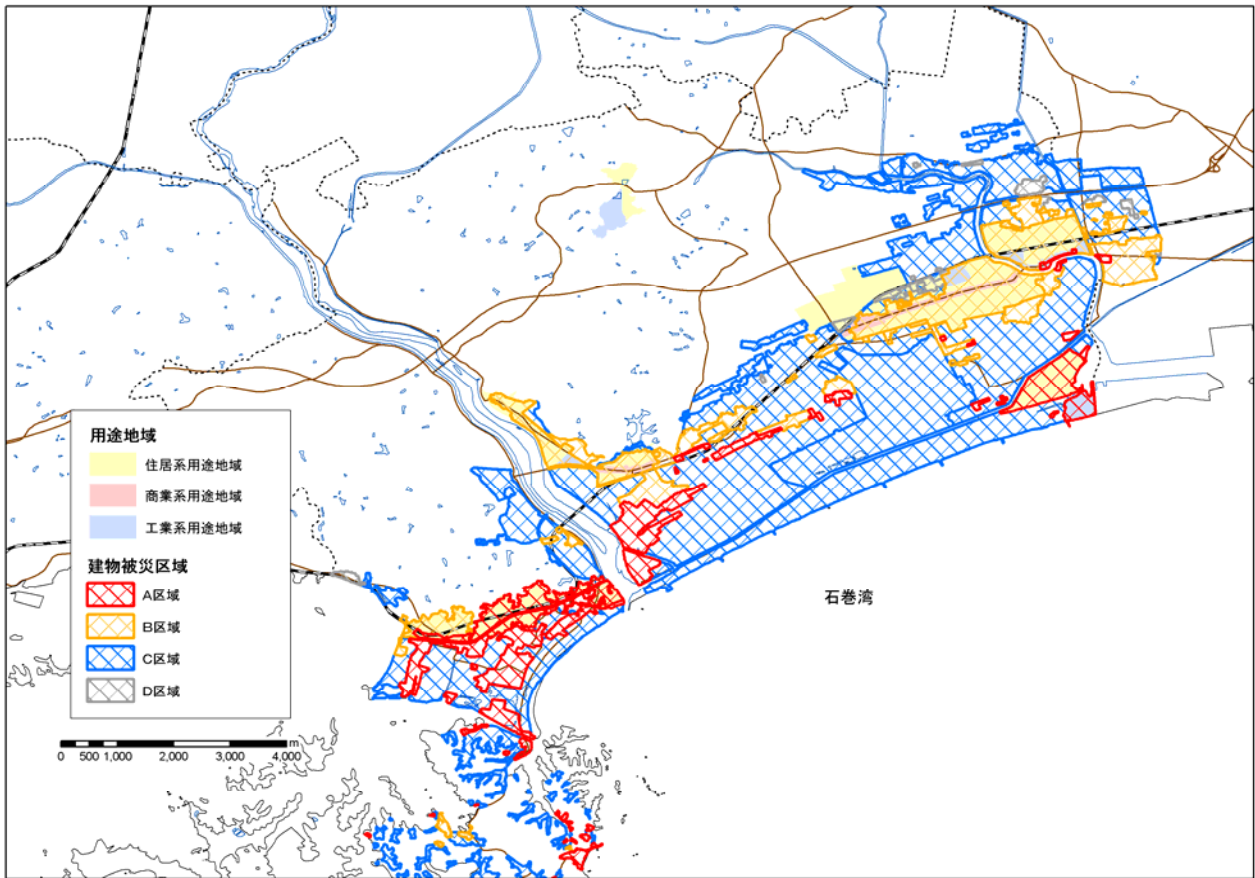 用途地域
住居系用途地域
商業系用途地域
工業系用途地域
建物被災区域
A区域
B区域
C区域
D区域
石巻湾
m
0 500 1,000 2,000 3,000 4,000